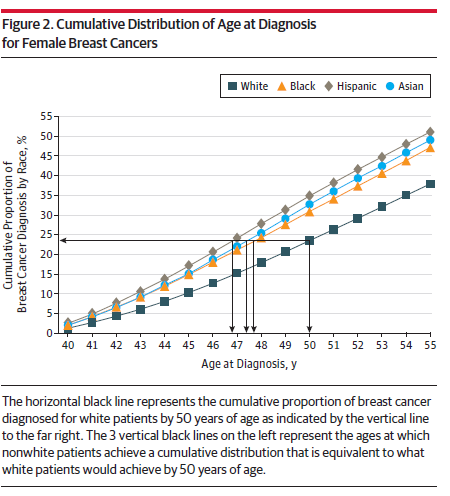 Figure 2. Cumulative Distribution of Age at Diagnosis
for Female Breast Cancers
White Black Hispanic Asian
Cumulative Proportion of
Breast Cancer Diagnosis by Race, %
55
50
45
40
35
30
25
20
15
10
5
0
40 41 42 43 44 45 46 47 48 49 50 51 52 53 54 55
Age at Diagnosis, y
The horizontal black line represents the cumulative proportion of breast cancer
diagnosed for white patients by 50 years of age as indicated by the vertical line
to the far right. The 3 vertical black lines on the left represent the ages at which
nonwhite patients achieve a cumulative distribution that is equivalent to what
white patients would achieve by 50 years of age.